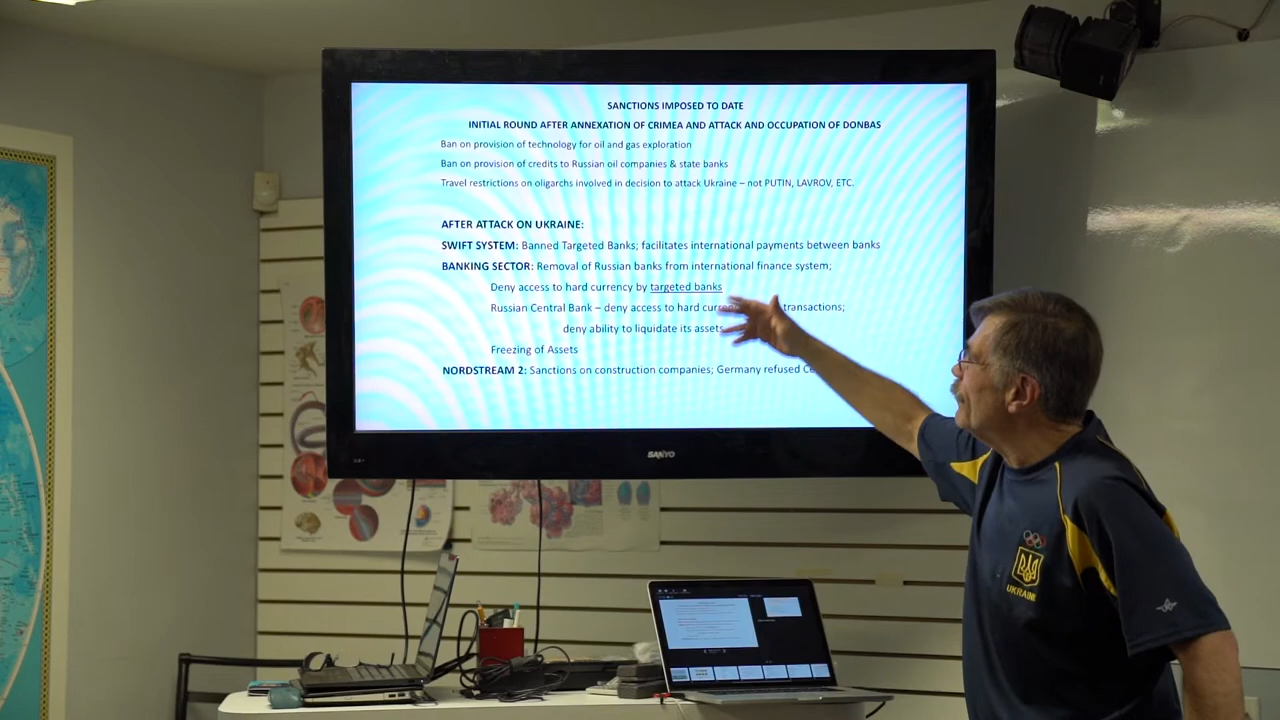 SANCTIONS IMPOSED TO DATE
INITIAL ROUND AFTER ANNEXATION OF CRIMEA AND ATTACK AND OCCUPATION OF DONBAS
Ban on provision of technology for oil and gas exploration
Ban on provision of credits to Russian oil companies & state banks
Travel restrictions on oligarchs involved in decision to attack Ukraine – not PUTIN, LAVROV, ETC.
AFTER ATTACK ON UKRAINE:
SWIFT SYSTEM: Banned Targeted Banks; facilitates international payments between banks
BANKING SECTOR: Removal of Russian banks from international finance system;
Deny access to hard currency by targeted banks
Russian Central Bank – deny access to hard transactions;
deny ability to liquidate its assets
Freezing of Assets
NORDSTREAM 2: Sanctions on construction companies; Germany refused
SANYO
UKRAINE